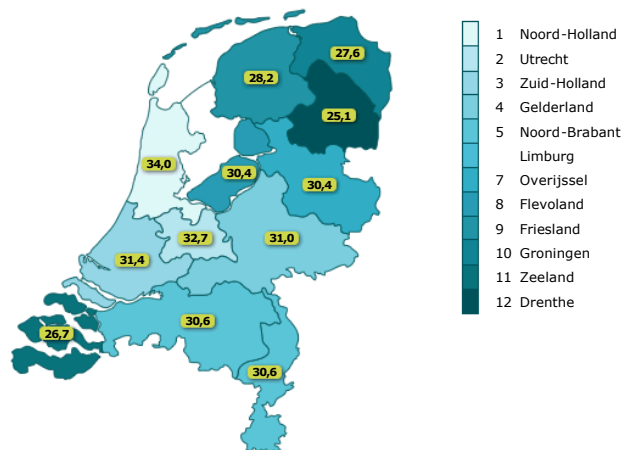 27,6
28,2
25,1
34,0
30,4
30,4
32,7
31,0
31,4
30,6
26,7
30,6
1 Noord-Holland
2 Utrecht
3 Zuid-Holland
4 Gelderland
5 Noord-Brabant
Limburg
7 Overijssel
8 Flevoland
9 Friesland
10 Groningen
11 Zeeland
12 Drenthe